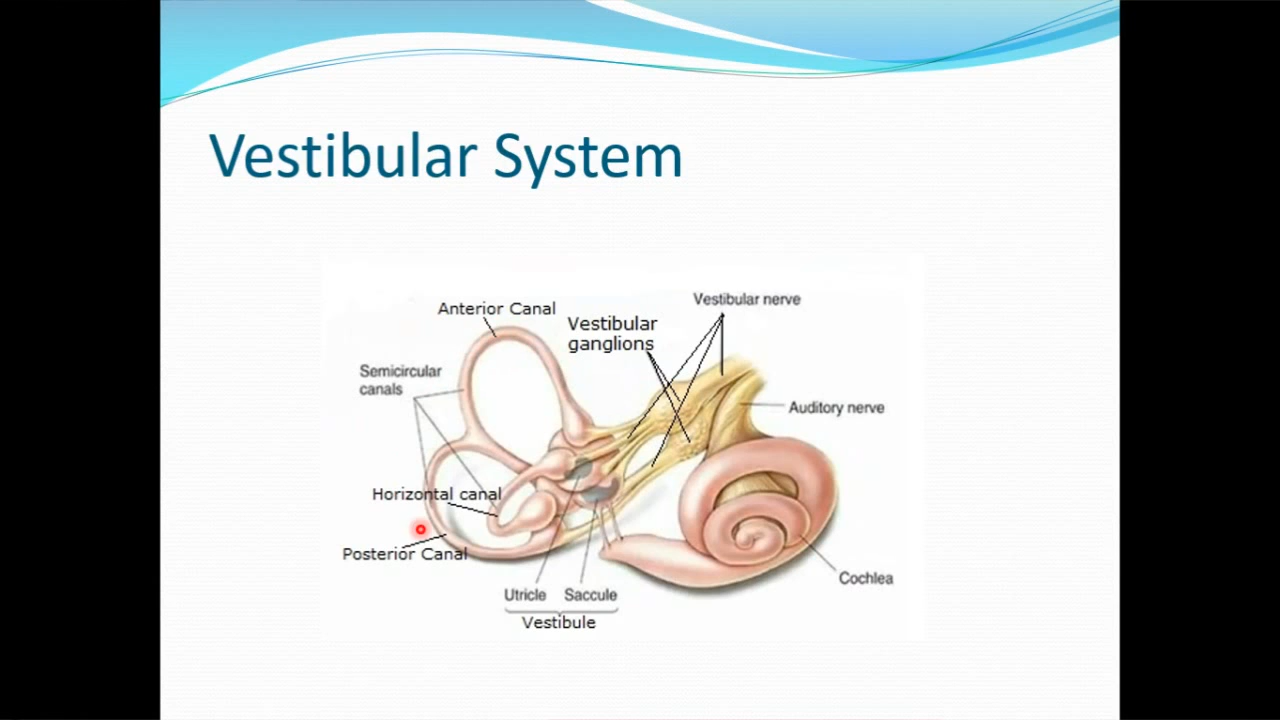 Vestibular System
Vestibular nerve
Anterior Canal
Vestibular
ganglions
Semicircular
canals
Auditory nerve
Horizontal canal
Posterior Canal
Cochlea
Utricle Saccule
Vestibule